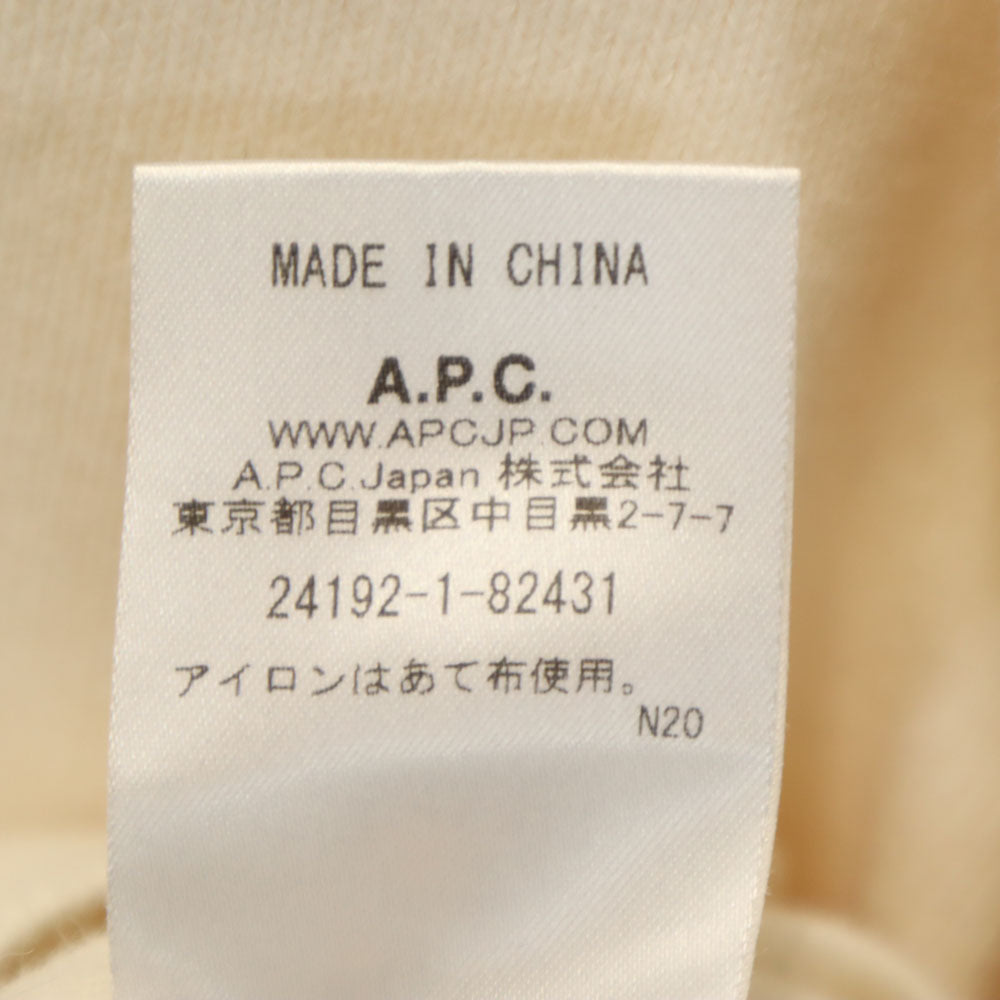 MADE IN CHINA
A.P.C.
WWW.APCJP.COM
A.P.C.Japan 株式会社
東京都目黒区中目黒2-7-7
24192-1-82431
アイロンはあて布使用。
N20